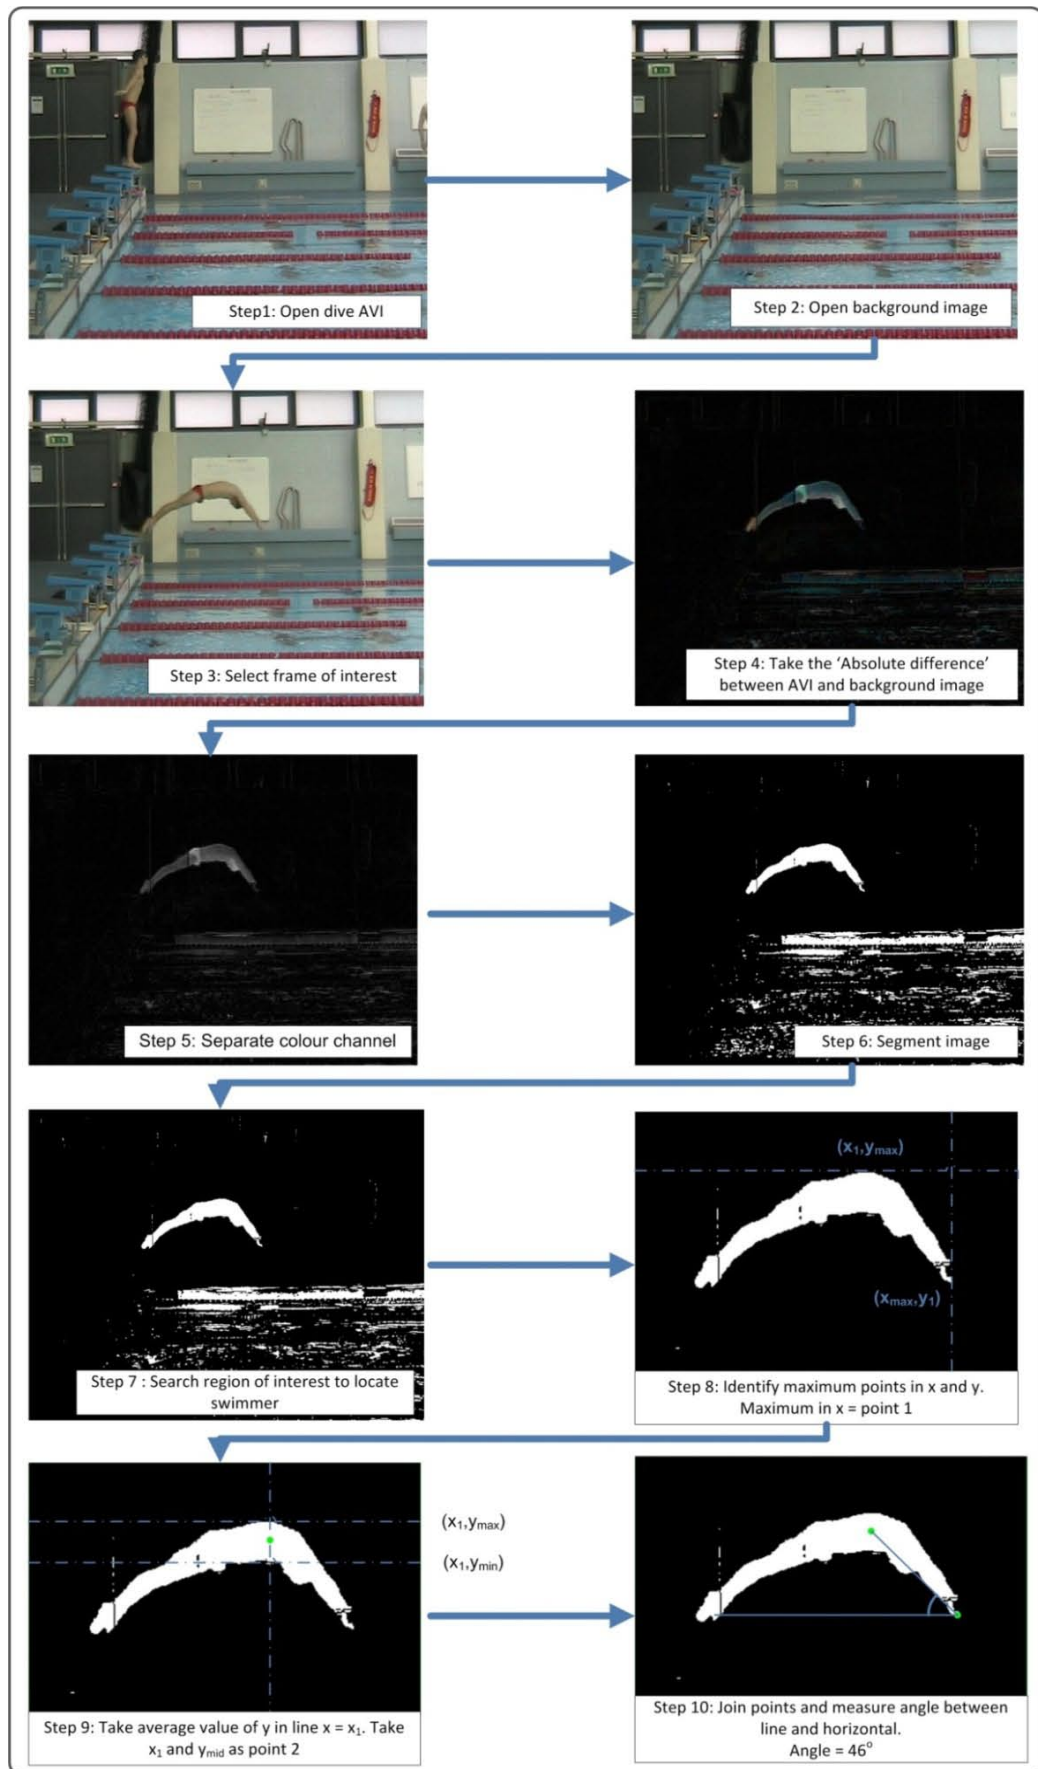 Step1: Open dive AVI
Step 2: Open background image
Step 3: Select frame of interest
Step 4: Take the ‘Absolute difference’
between AVI and background image
Step 5: Separate colour channel
Step 6: Segment image
Step 7 : Search region of interest to locate
swimmer
(x₁,yₘₐₓ)
(xₘₐₓ,y₁)
Step 8: Identify maximum points in x and y.
Maximum in x = point 1
(x₁,yₘₐₓ)
(x₁,yₘᵢₙ)
Step 9: Take average value of y in line x = x₁. Take
x₁ and yₘᵢd as point 2
Step 10: Join points and measure angle between
line and horizontal.
Angle = 46°